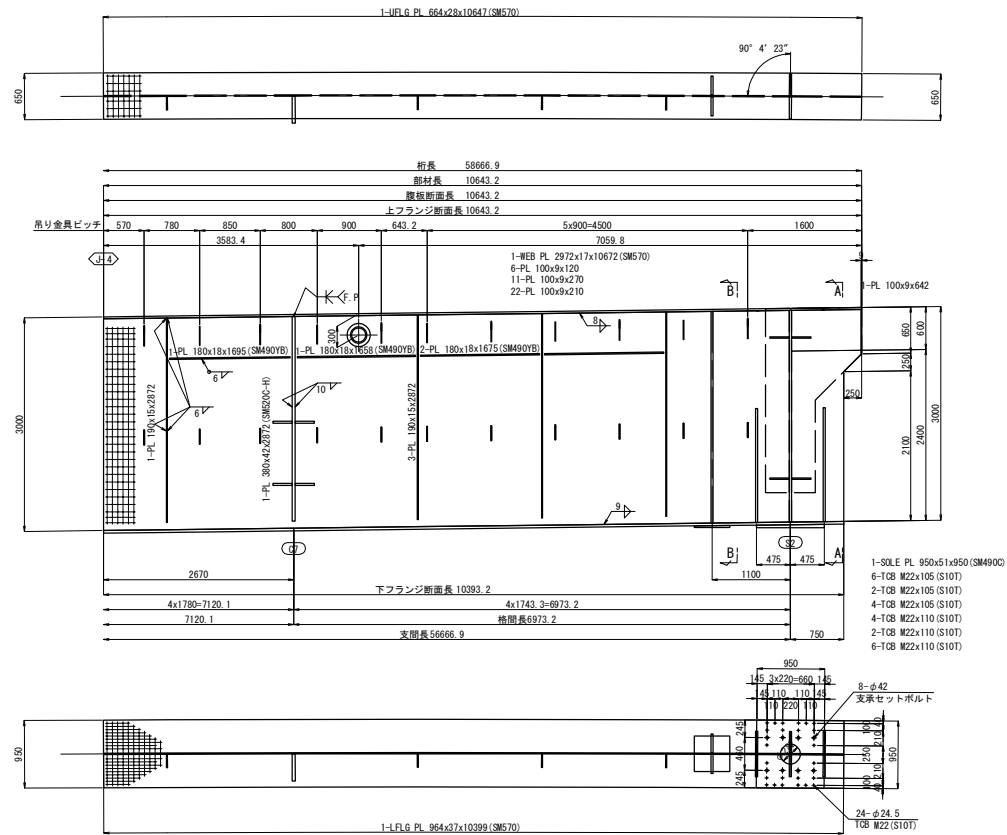 1-UFLG PL 664x28x10647(SM570)
90° 4′ 23″
650
650
桁長 58666.9
部材長 10643.2
腹板断面長 10643.2
上フランジ断面長 10643.2
吊り金具ピッチ 570 780 850 800 900 643.2 5x900=4500 1600
3583.4 7059.8
J-4
1-WEB PL 2972x17x10672(SM570)
6-PL 100x9x120
11-PL 100x9x270
22-PL 100x9x210
B A
9
1-PL 100x9x642
F.P
300
8
1-PL 180x18x1695(SM490YB)
1-PL 180x18x1658(SM490YB)
2-PL 180x18x1675(SM490YB)
6
10
6
1-PL 190x15x2872
1-PL 380x42x2872(SM520C-H)
3-PL 190x15x2872
3000
650
600
250
250
2100
2400
3000
9
C7
S2
B A
475 475
2670
1100
下フランジ断面長 10393.2
4x1780=7120.1 4x1743.3=6973.2
7120.1 格間長6973.2
支間長56666.9 750
1-SOLE PL 950x51x950(SM490C)
6-TCB M22x105(S10T)
2-TCB M22x105(S10T)
4-TCB M22x105(S10T)
4-TCB M22x110(S10T)
2-TCB M22x110(S10T)
6-TCB M22x110(S10T)
950
145 3x220=660 145
145 110 110 145
110 220 110
8-φ42
支承セットボルト
950
245
460
245
40
100
210
250
210
100
40
950
24-φ24.5
TCB M22(S10T)
1-LFLG PL 964x37x10399(SM570)